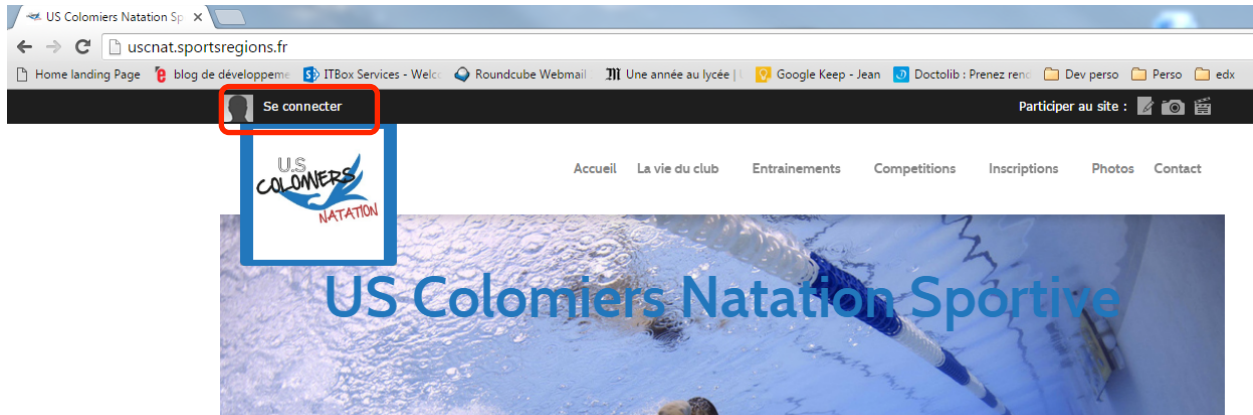 US Colomiers Natation Sp
uscnat.sportsregions.fr
Home landing Page blog de développeme ITBox Services - Welco Roundcube Webmail Une année au lycée | Google Keep - Jean Doctolib : Prenez rend Dev perso Perso edx
Se connecter Participer au site :
U.S
COLOMIERS
NATATION
Accueil La vie du club Entrainements Competitions Inscriptions Photos Contact
US Colomiers Natation Sportive